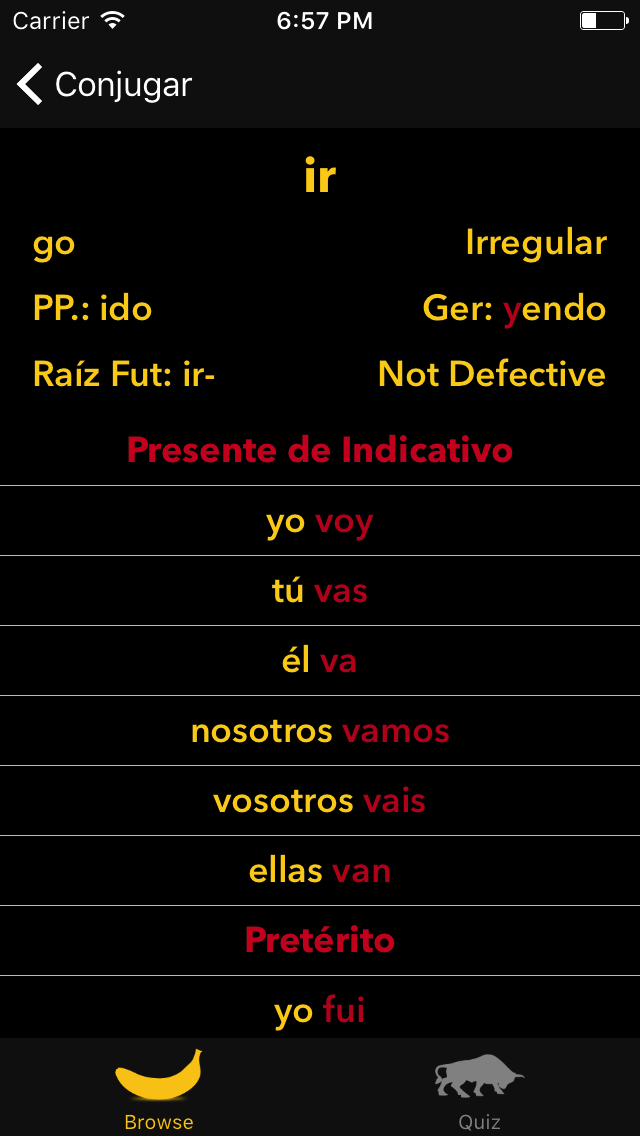 Carrier 6:57 PM
Conjugar
ir
go Irregular
PP.: ido Ger: yendo
Raíz Fut: ir- Not Defective
Presente de Indicativo
yo voy
tú vas
él va
nosotros vamos
vosotros vais
ellas van
Pretérito
yo fui
Browse Quiz